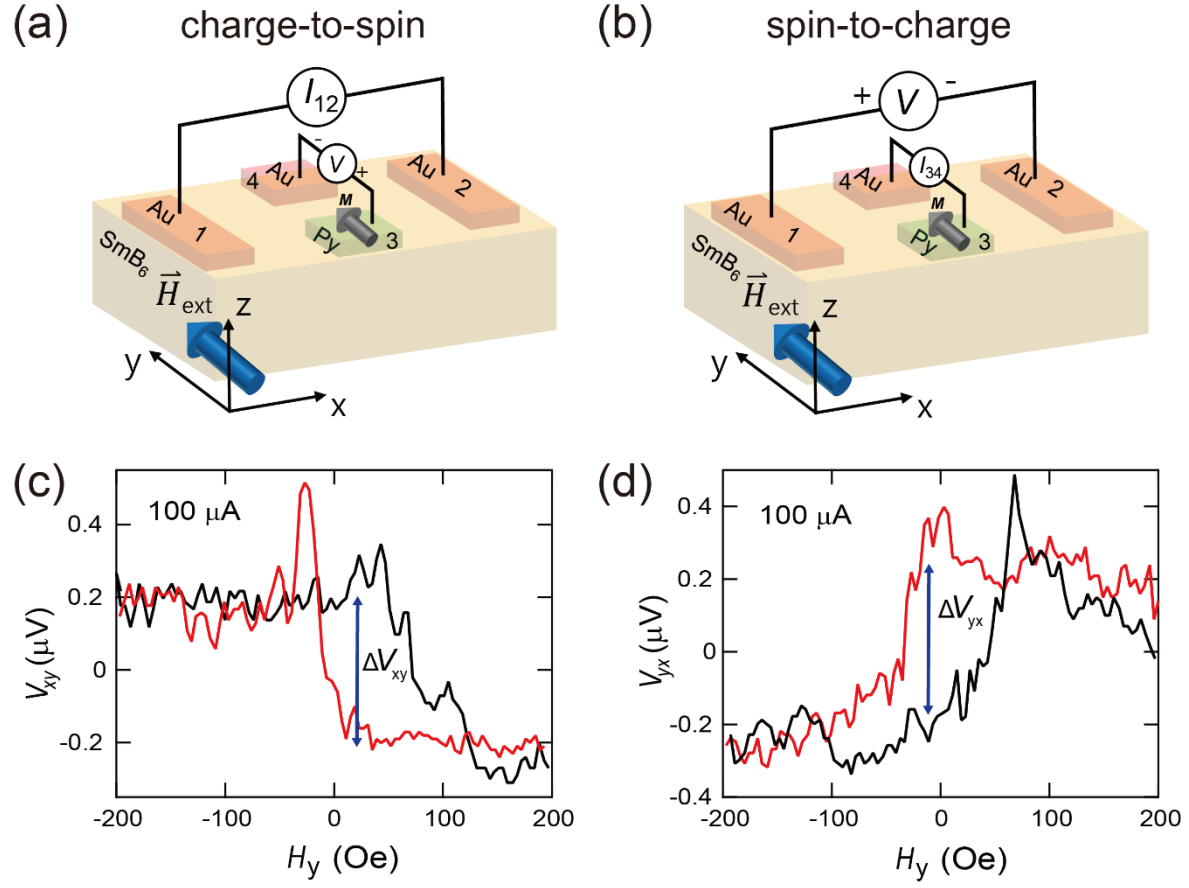 (a) charge-to-spin
I12
- V +
4 Au
Au 2
Au 1
M
Py 3
SmB6
H ext
z
y
x
(b) spin-to-charge
+ V -
I34
4 Au
Au 2
Au 1
M
Py 3
SmB6
H ext
z
y
x
(c)
100 μA
0.4
0.2
0
-0.2
Vxy (μV)
ΔVxy
-200 -100 0 100 200
Hy (Oe)
(d)
100 μA
0.4
0.2
0
-0.2
-0.4
Vyx (μV)
ΔVyx
-200 -100 0 100 200
Hy (Oe)